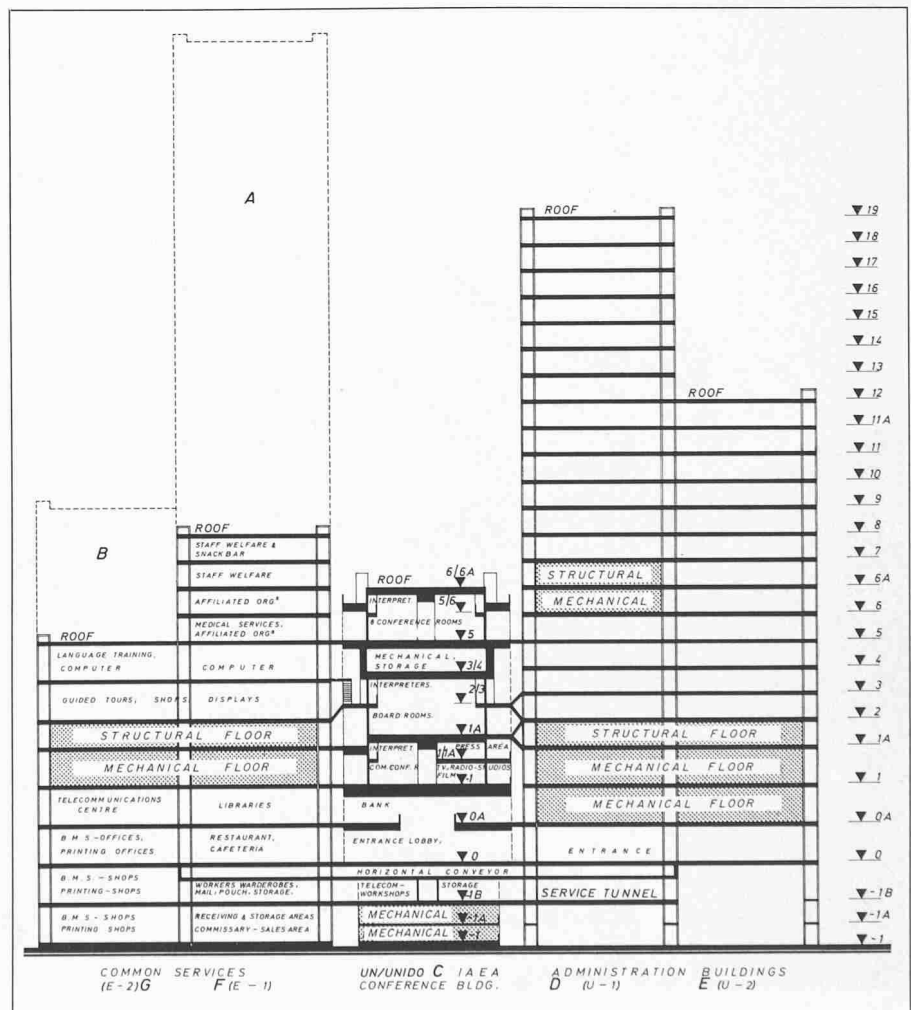 A
B
ROOF
STAFF WELFARE &
SNACK BAR
STAFF WELFARE
AFFILIATED ORGS
MEDICAL SERVICES,
AFFILIATED ORGS
ROOF
LANGUAGE TRAINING,
COMPUTER
COMPUTER
GUIDED TOURS, SHOPS, DISPLAYS
STRUCTURAL FLOOR
MECHANICAL FLOOR
TELECOMMUNICATIONS
CENTRE
LIBRARIES
B.M.S.-OFFICES,
PRINTING OFFICES
RESTAURANT,
CAFETERIA
B.M.S.-SHOPS
PRINTING-SHOPS
WORKERS WARDEROBES,
MAIL, POUCH, STORAGE.
B.M.S-SHOPS
PRINTING SHOPS
RECEIVING & STORAGE AREAS
COMMISSARY-SALES AREA
ROOF
6/6A
INTERPRET.
5/6
8 CONFERENCE ROOMS
5
MECHANICAL,
STORAGE
3/4
INTERPRETERS.
2/3
BOARD ROOMS.
1A
INTERPRET
PRESS AREA
1/1A
COM.CONF.R
TV.RADIO-STUDIOS
FILM
-1
BANK
0A
ENTRANCE LOBBY,
0
HORIZONTAL CONVEYOR
TELECOM-
WORKSHOPS
STORAGE
-1B
MECHANICAL
-1A
MECHANICAL
-1
ROOF
ROOF
STRUCTURAL
MECHANICAL
STRUCTURAL FLOOR
MECHANICAL FLOOR
MECHANICAL FLOOR
ENTRANCE
SERVICE TUNNEL
19
18
17
16
15
14
13
12
11A
11
10
9
8
7
6A
6
5
4
3
2
1A
1
0A
0
-1B
-1A
-1
COMMON SERVICES
(E-2) G F (E-1)
UN/UNIDO C IAEA
CONFERENCE BLDG.
ADMINISTRATION BUILDINGS
D (U-1) E (U-2)